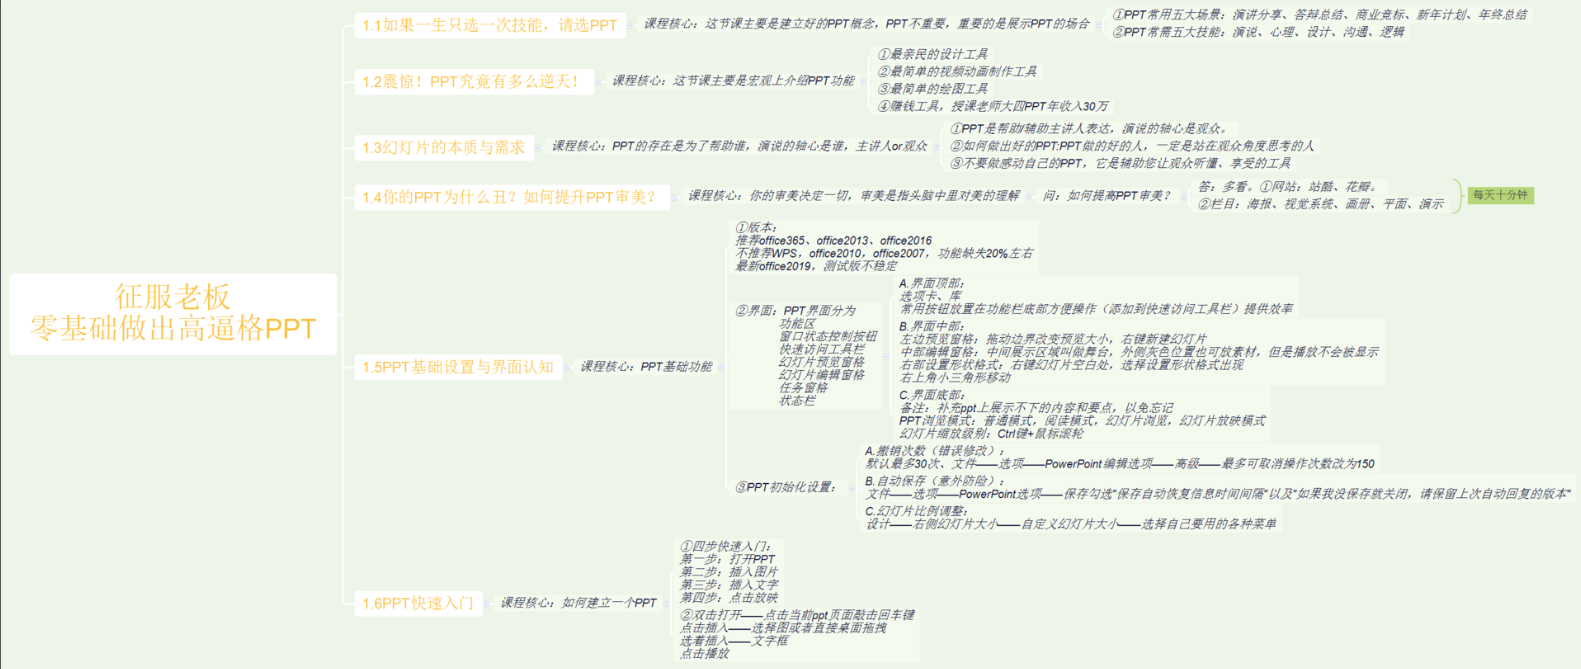 征服老板
零基础做出高逼格PPT
1.1如果一生只选一次技能，请选PPT
课程核心：这节课主要是建立好的PPT概念，PPT不重要，重要的是展示PPT的场合
①PPT常用五大场景：演讲分享、答辩总结、商业竞标、新年计划、年终总结
②PPT常需五大技能：演说、心理、设计、沟通、逻辑
1.2震惊！PPT究竟有多么逆天！
课程核心：这节课主要是宏观上介绍PPT功能
①最亲民的设计工具
②最简单的视频动画制作工具
③最简单的绘图工具
④赚钱工具，授课老师大四PPT年收入30万
1.3幻灯片的本质与需求
课程核心：PPT的存在是为了帮助谁，演说的轴心是谁，主讲人or观众
①PPT是帮助/辅助主讲人表达，演说的轴心是观众。
②如何做出好的PPT:PPT做的好的人，一定是站在观众角度思考的人
③不要做感动自己的PPT，它是辅助您让观众听懂、享受的工具
1.4你的PPT为什么丑？如何提升PPT审美？
课程核心：你的审美决定一切，审美是指头脑中里对美的理解
问：如何提高PPT审美？
答：多看。①网站：站酷、花瓣。
②栏目：海报、视觉系统、画册、平面、演示
每天十分钟
1.5PPT基础设置与界面认知
课程核心：PPT基础功能
①版本：
推荐office365、office2013、office2016
不推荐WPS，office2010，office2007，功能缺失20%左右
最新office2019，测试版不稳定
②界面：PPT界面分为
功能区
窗口状态控制按钮
快速访问工具栏
幻灯片预览窗格
幻灯片编辑窗格
任务窗格
状态栏
A.界面顶部：
选项卡、库
常用按钮放置在功能栏底部方便操作（添加到快速访问工具栏）提供效率
B.界面中部：
左边预览窗格：拖动边界改变预览大小，右键新建幻灯片
中部编辑窗格：中间展示区域叫做舞台，外侧灰色位置也可放素材，但是播放不会被显示
右部设置形状格式：右键幻灯片空白处，选择设置形状格式出现
右上角小三角形移动
C.界面底部：
备注：补充ppt上展示不下的内容和要点，以免忘记
PPT浏览模式：普通模式，阅读模式，幻灯片浏览，幻灯片放映模式
幻灯片缩放级别：Ctrl键+鼠标滚轮
③PPT初始化设置：
A.撤销次数（错误修改）：
默认最多30次、文件——选项——PowerPoint编辑选项——高级——最多可取消操作次数改为150
B.自动保存（意外防险）：
文件——选项——PowerPoint选项——保存勾选"保存自动恢复信息时间间隔"以及"如果我没保存就关闭，请保留上次自动回复的版本"
C.幻灯片比例调整：
设计——右侧幻灯片大小——自定义幻灯片大小——选择自己要用的各种菜单
1.6PPT快速入门
课程核心：如何建立一个PPT
①四步快速入门：
第一步：打开PPT
第二步：插入图片
第三步：插入文字
第四步：点击放映
②双击打开——点击当前ppt页面敲击回车键
点击插入——选择图或者直接桌面拖拽
选着插入——文字框
点击播放